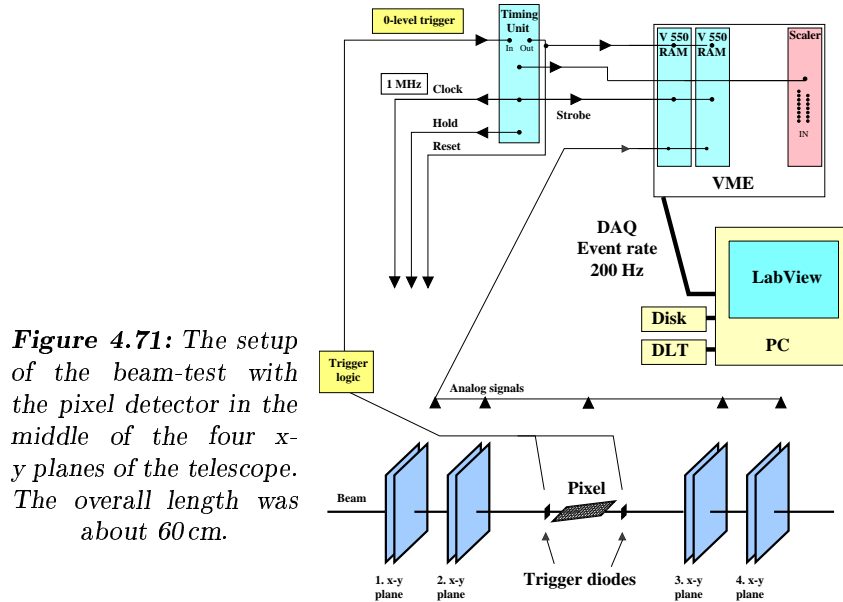 0-level trigger
Timing
Unit
In Out
V 550
RAM
V 550
RAM
Scaler
IN
VME
1 MHz
Clock
Strobe
Hold
Reset
DAQ
Event rate
200 Hz
LabView
PC
Disk
DLT
Trigger
logic
Analog signals
Beam
Pixel
Trigger diodes
1. x-y
plane
2. x-y
plane
3. x-y
plane
4. x-y
plane
Figure 4.71: The setup
of the beam-test with
the pixel detector in the
middle of the four x-
y planes of the telescope.
The overall length was
about 60 cm.